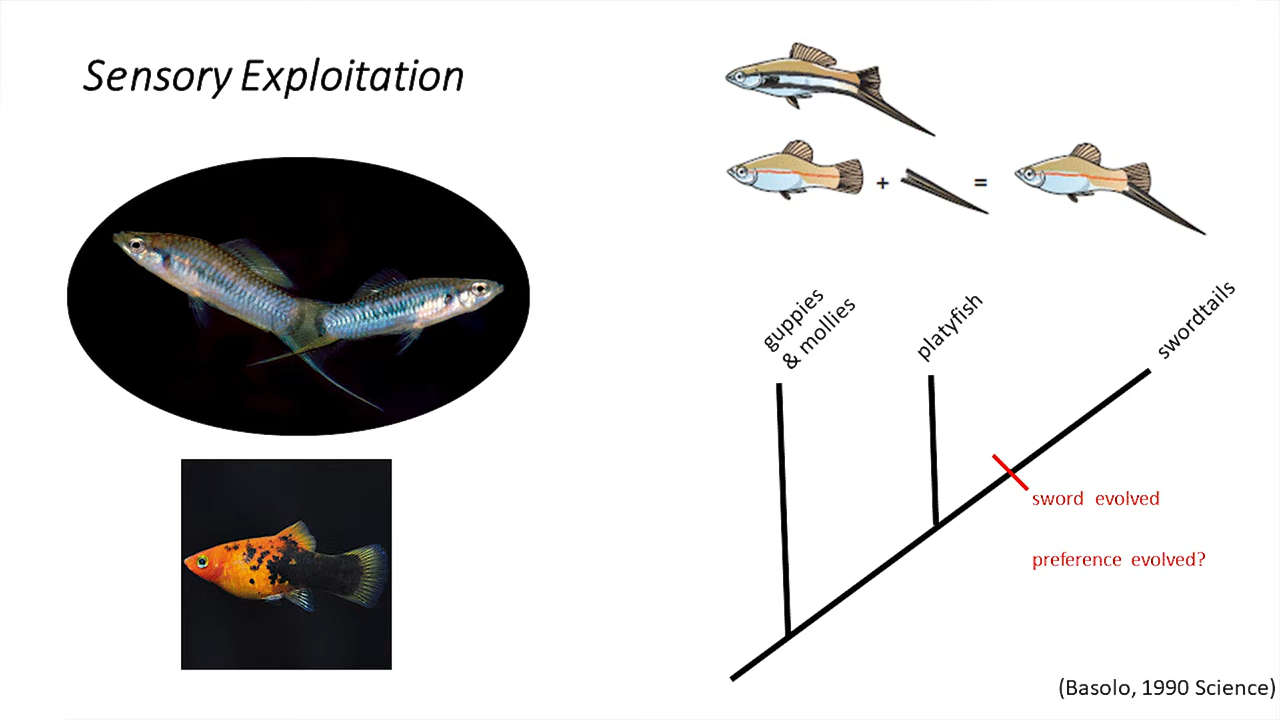 Sensory Exploitation
+ =
guppies
& mollies
platyfish
swordtails
sword evolved
preference evolved?
(Basolo, 1990 Science)